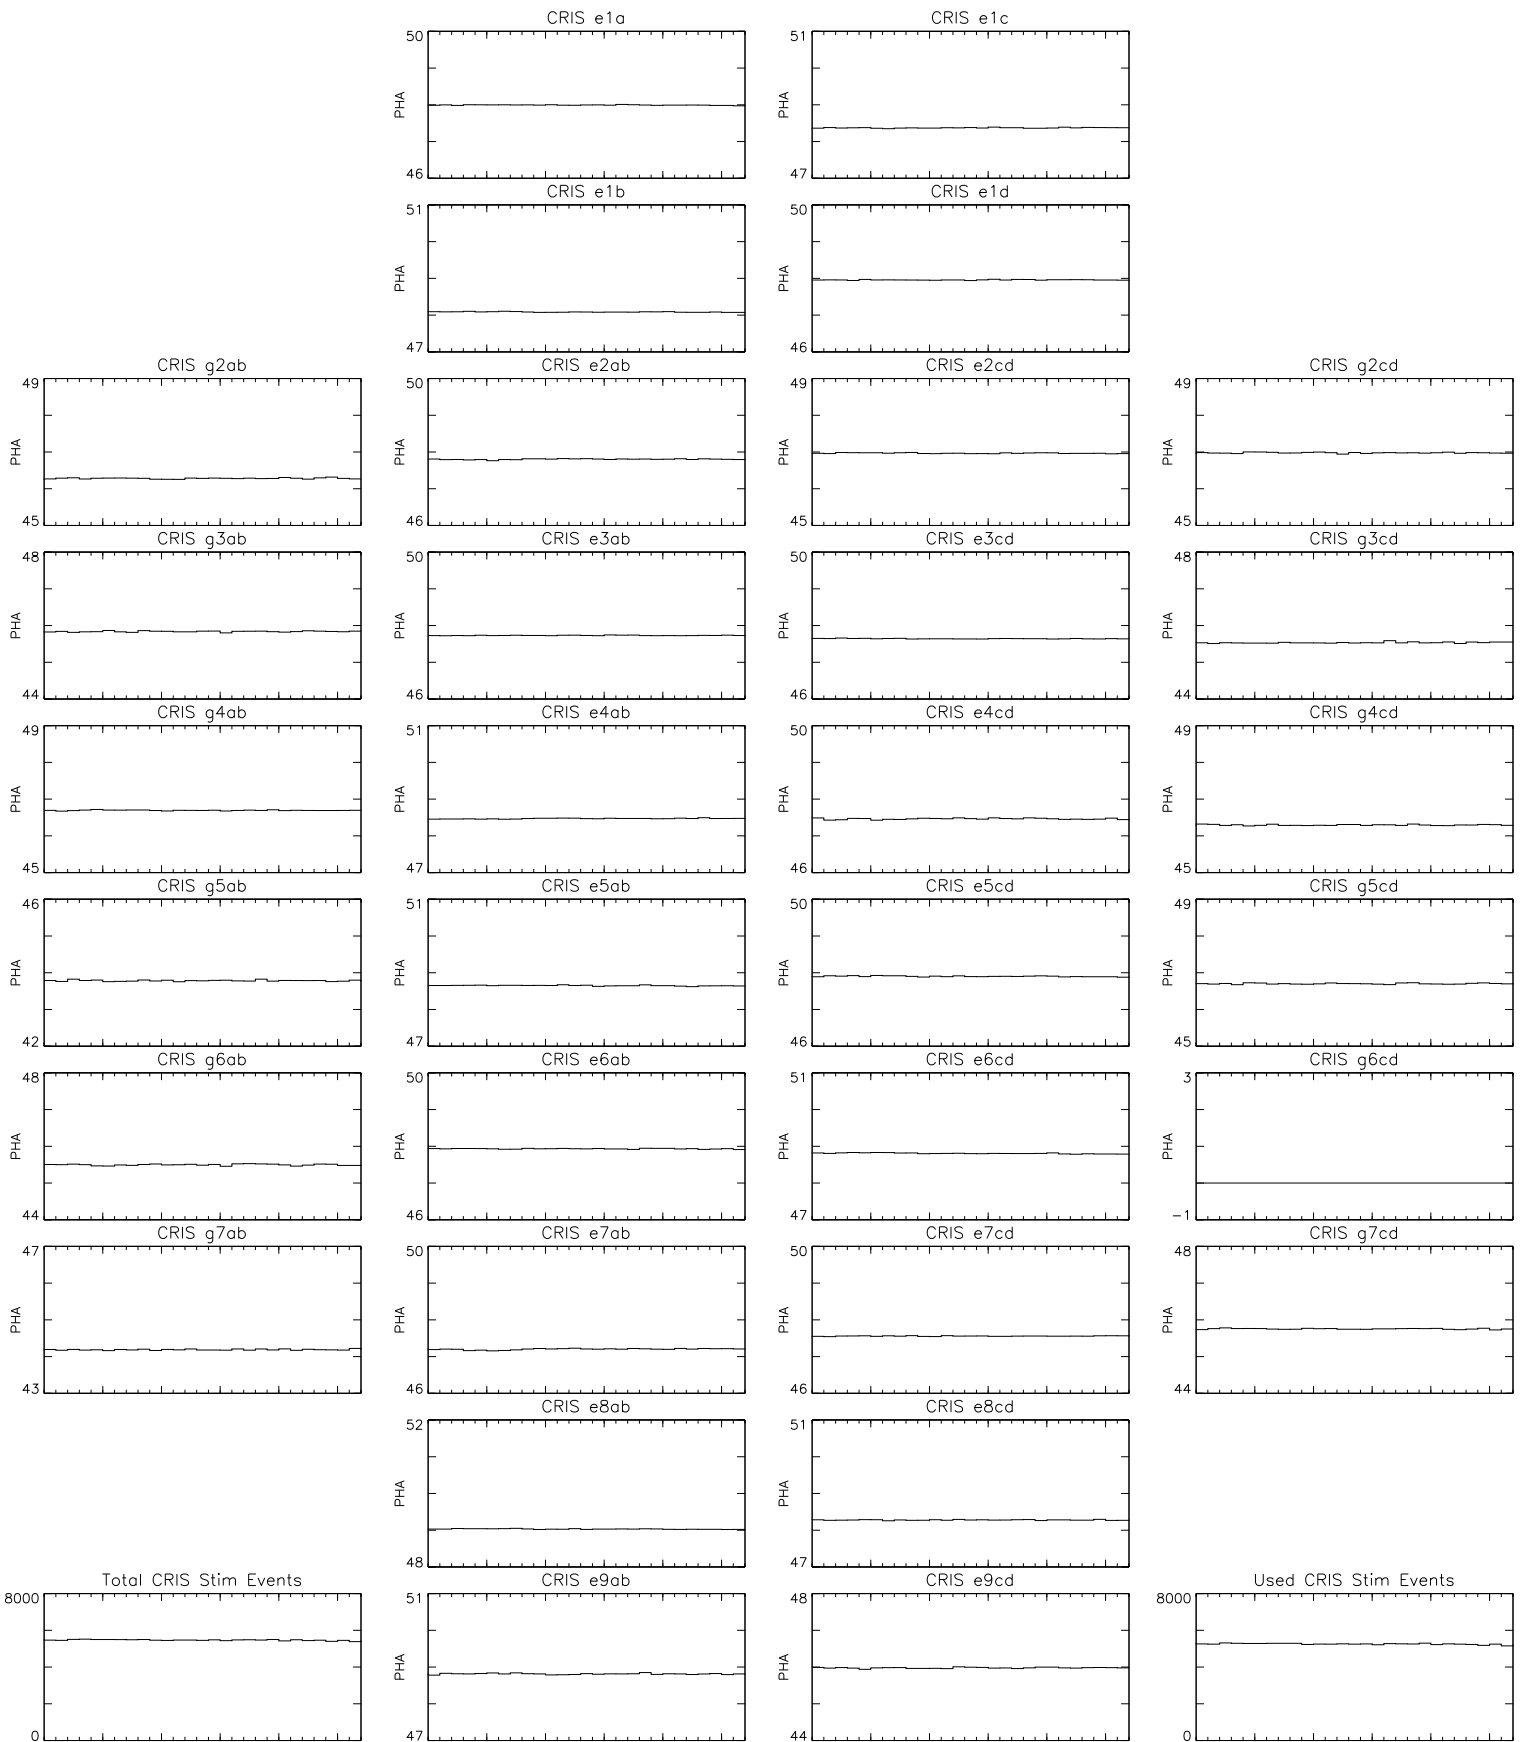 CRIS e1a
50
PHA
46
CRIS e1c
51
PHA
47
CRIS e1b
51
PHA
47
CRIS e1d
50
PHA
46
CRIS g2ab
49
PHA
45
CRIS e2ab
50
PHA
46
CRIS e2cd
49
PHA
45
CRIS g2cd
49
PHA
45
CRIS g3ab
48
PHA
44
CRIS e3ab
50
PHA
46
CRIS e3cd
50
PHA
46
CRIS g3cd
48
PHA
44
CRIS g4ab
49
PHA
45
CRIS e4ab
51
PHA
47
CRIS e4cd
50
PHA
46
CRIS g4cd
49
PHA
45
CRIS g5ab
46
PHA
42
CRIS e5ab
51
PHA
47
CRIS e5cd
50
PHA
46
CRIS g5cd
49
PHA
45
CRIS g6ab
48
PHA
44
CRIS e6ab
50
PHA
46
CRIS e6cd
51
PHA
47
CRIS g6cd
3
PHA
-1
CRIS g7ab
47
PHA
43
CRIS e7ab
50
PHA
46
CRIS e7cd
50
PHA
46
CRIS g7cd
48
PHA
44
CRIS e8ab
52
PHA
48
CRIS e8cd
51
PHA
47
Total CRIS Stim Events
8000
0
CRIS e9ab
51
PHA
47
CRIS e9cd
48
PHA
44
Used CRIS Stim Events
8000
0